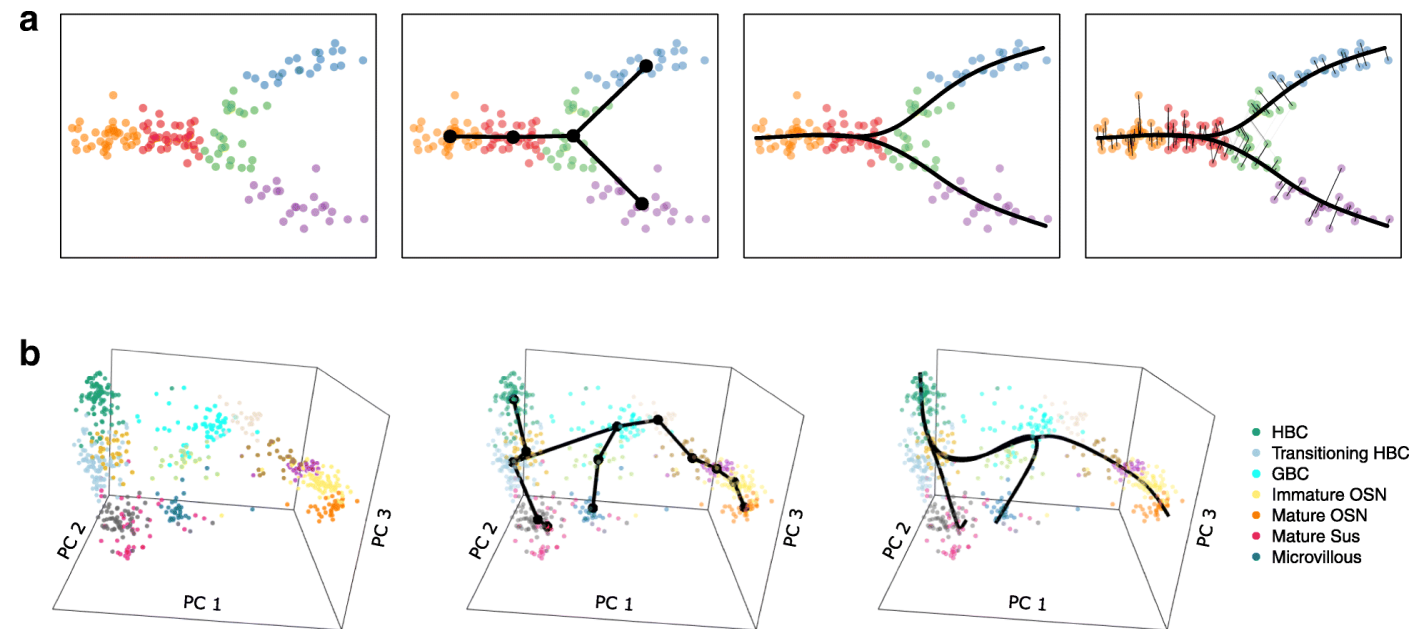 a
b
PC 2
PC 1
PC 3
PC 2
PC 1
PC 3
PC 2
PC 1
PC 3
HBC
Transitioning HBC
GBC
Immature OSN
Mature OSN
Mature Sus
Microvillous